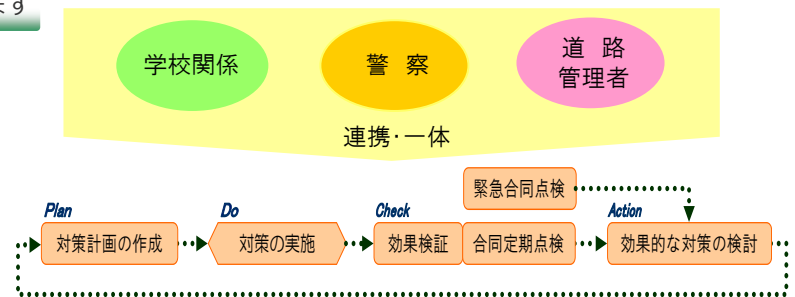 ます
学校関係
警 察
道 路
管理者
連携・一体
緊急合同点検
Plan
Do
Check
Action
対策計画の作成
対策の実施
効果検証
合同定期点検
効果的な対策の検討